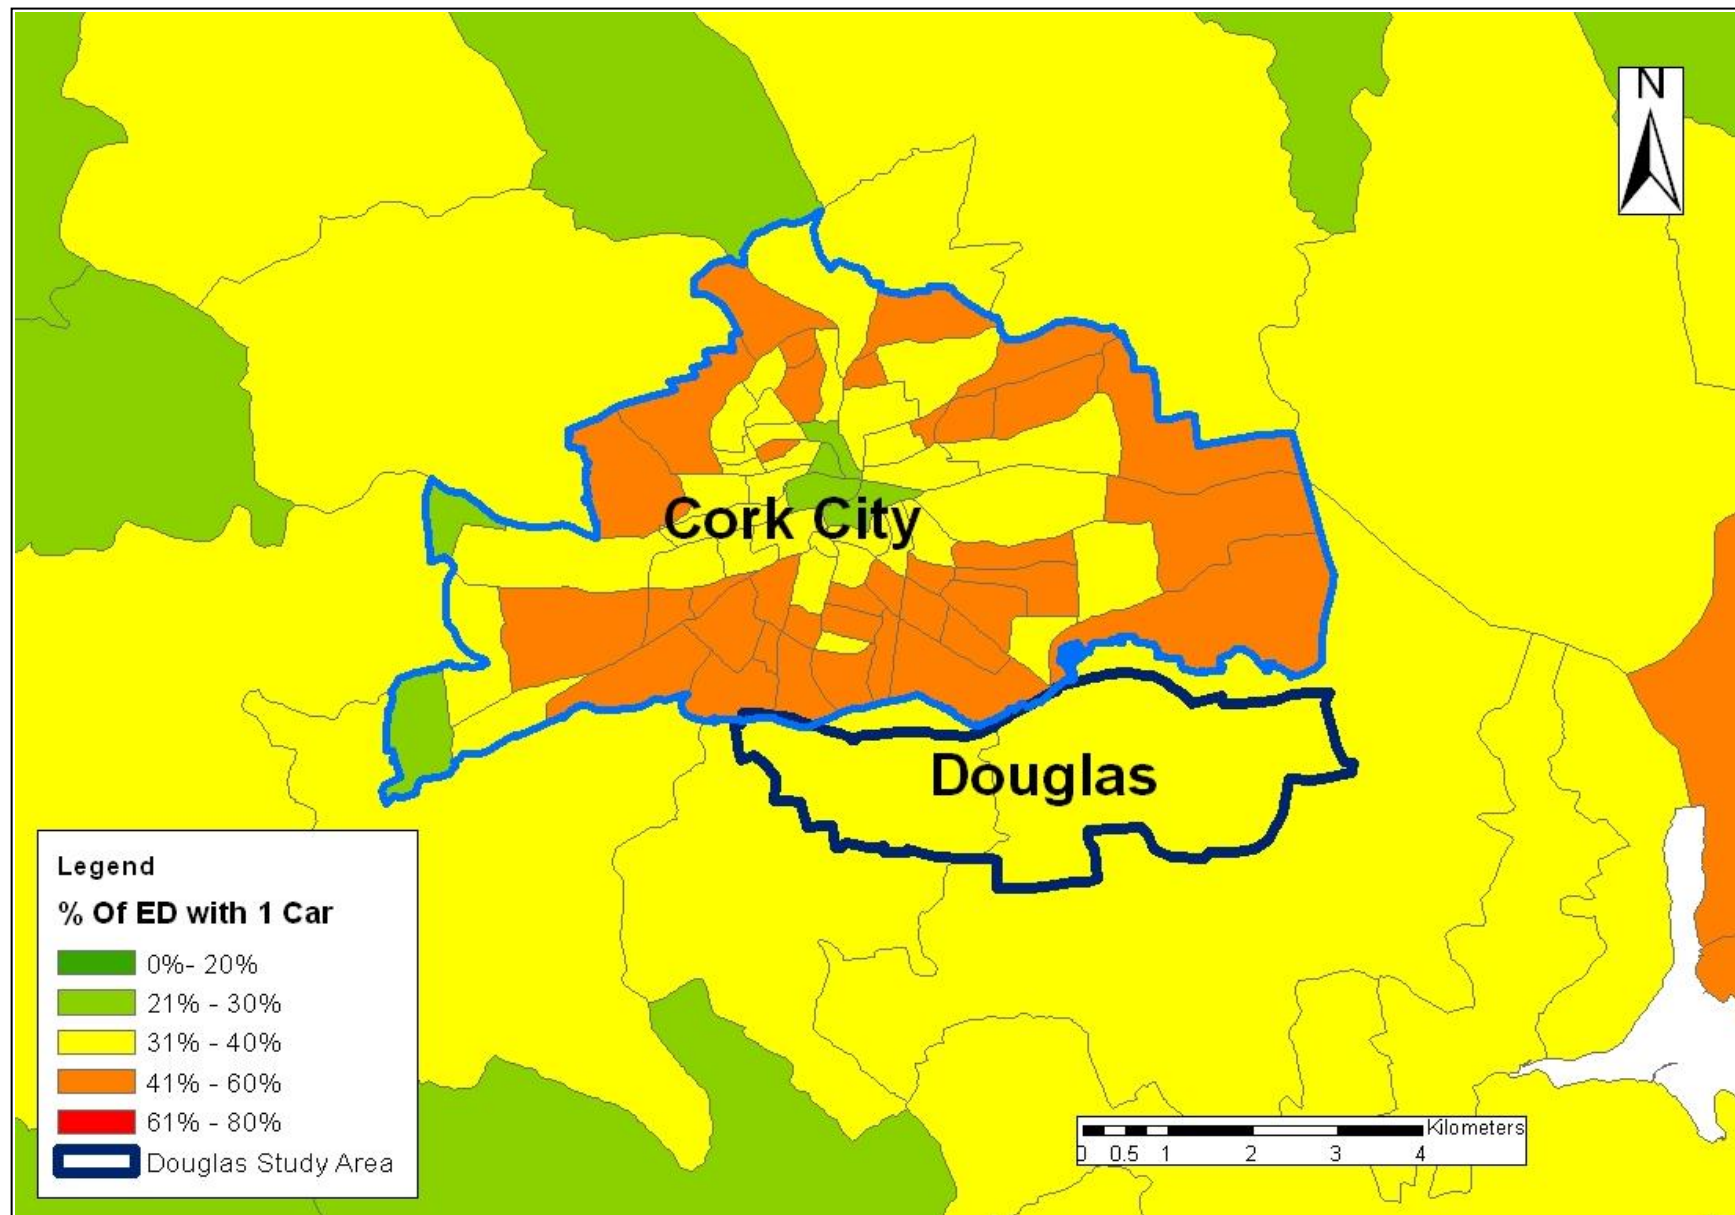 N
Cork City
Douglas
Legend
% Of ED with 1 Car
0%- 20%
21% - 30%
31% - 40%
41% - 60%
61% - 80%
Douglas Study Area
Kilometers
0 0.5 1 2 3 4